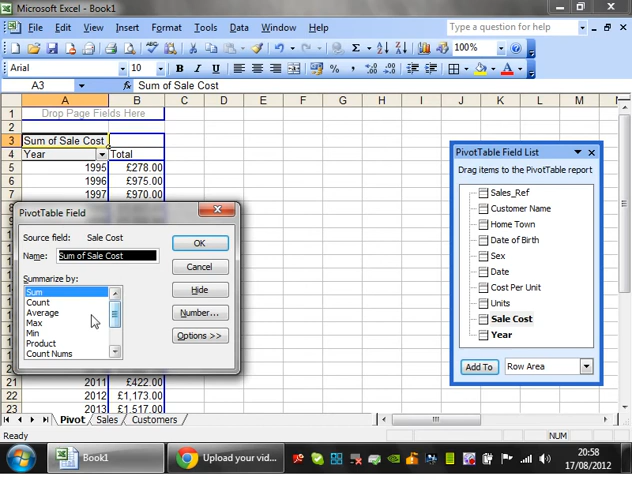 Microsoft Excel - Book1
File Edit View Insert Format Tools Data Window Help
Type a question for help
100%
Arial 10 B I U
A3 fx Sum of Sale Cost
A B C D E F G H I J K L M
1 Drop Page Fields Here
2
3 Sum of Sale Cost
4 Year Total
5 1995 £278.00
6 1996 £975.00
7 1997 £970.00
PivotTable Field
Source field: Sale Cost
Name: Sum of Sale Cost
Summarize by:
Sum
Count
Average
Max
Min
Product
Count Nums
OK
Cancel
Hide
Number...
Options >>
21 2011 £422.00
22 2012 £1,173.00
23 2013 £1,517.00
PivotTable Field List
Drag items to the PivotTable report
Sales_Ref
Customer Name
Home Town
Date of Birth
Sex
Date
Cost Per Unit
Units
Sale Cost
Year
Add To Row Area
Pivot Sales Customers
Ready NUM
Book1 Upload your vid... 20:58
17/08/2012